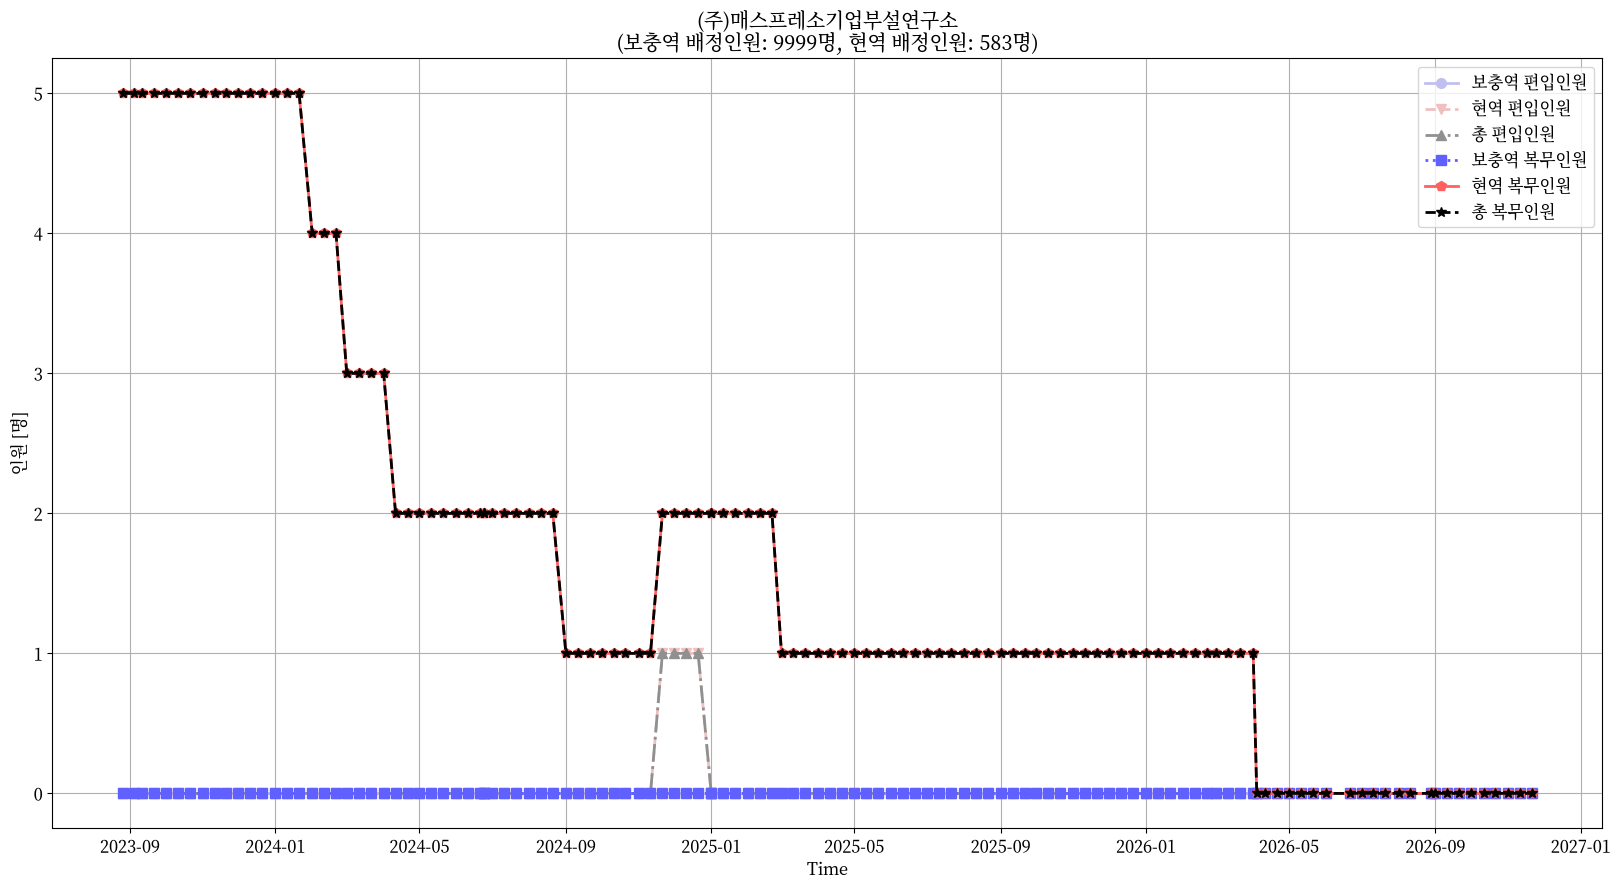 (주)매스프레소기업부설연구소
(보충역 배정인원: 9999명, 현역 배정인원: 583명)
보충역 편입인원
현역 편입인원
총 편입인원
보충역 복무인원
현역 복무인원
총 복무인원
인원 [명]
5
4
3
2
1
0
2023-09 2024-01 2024-05 2024-09 2025-01 2025-05 2025-09 2026-01 2026-05 2026-09 2027-01
Time